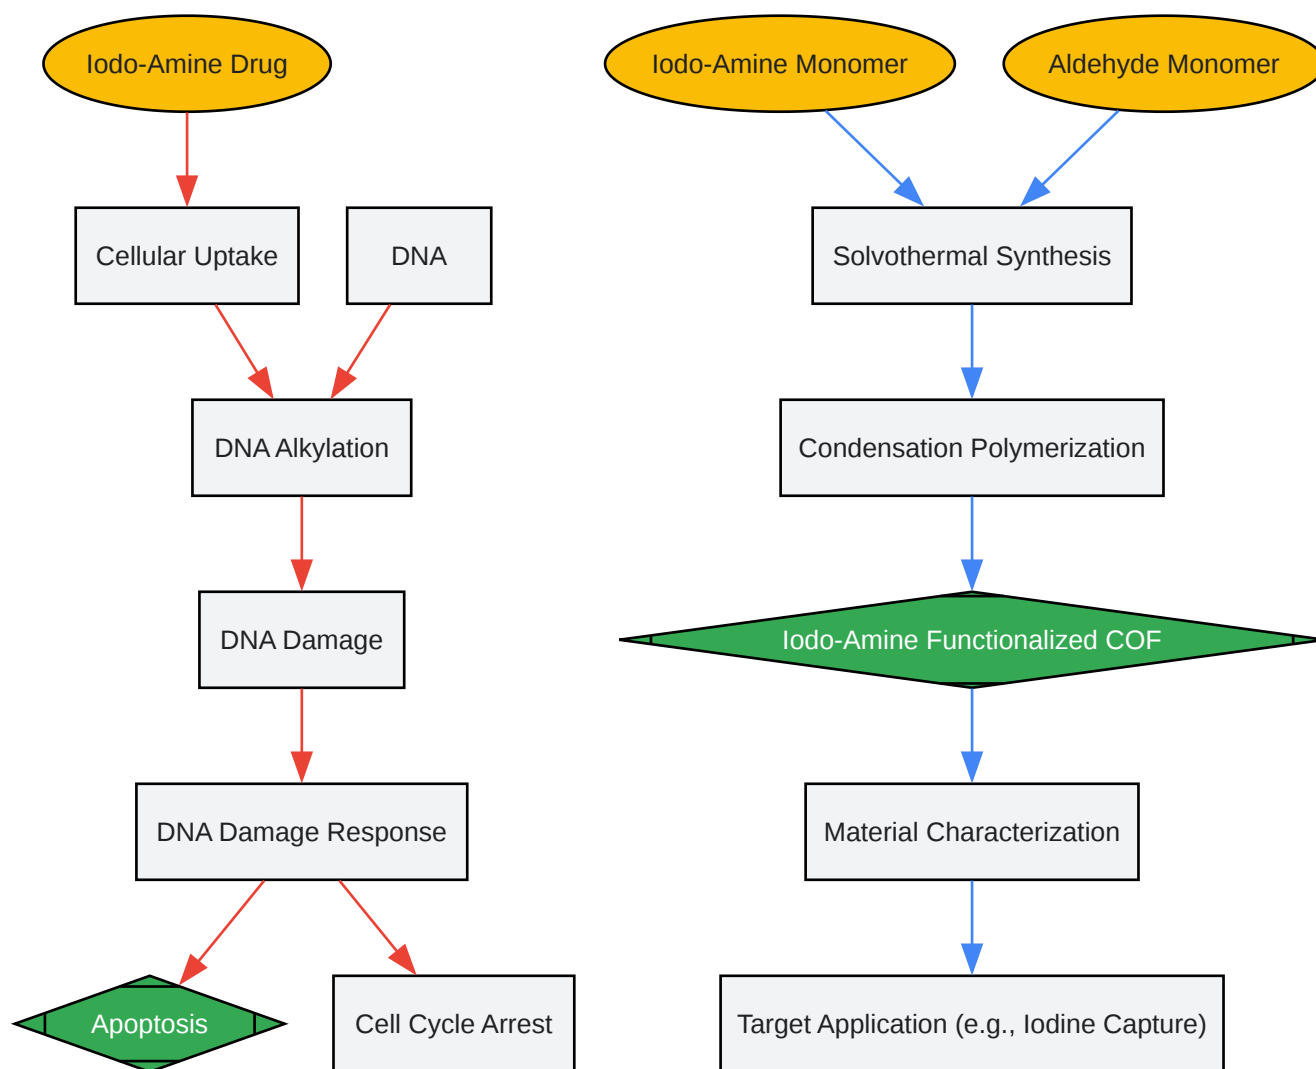 Iodo-Amine Drug
Cellular Uptake
DNA
DNA Alkylation
DNA Damage
DNA Damage Response
Apoptosis
Cell Cycle Arrest
Iodo-Amine Monomer
Aldehyde Monomer
Solvothermal Synthesis
Condensation Polymerization
Iodo-Amine Functionalized COF
Material Characterization
Target Application (e.g., Iodine Capture)